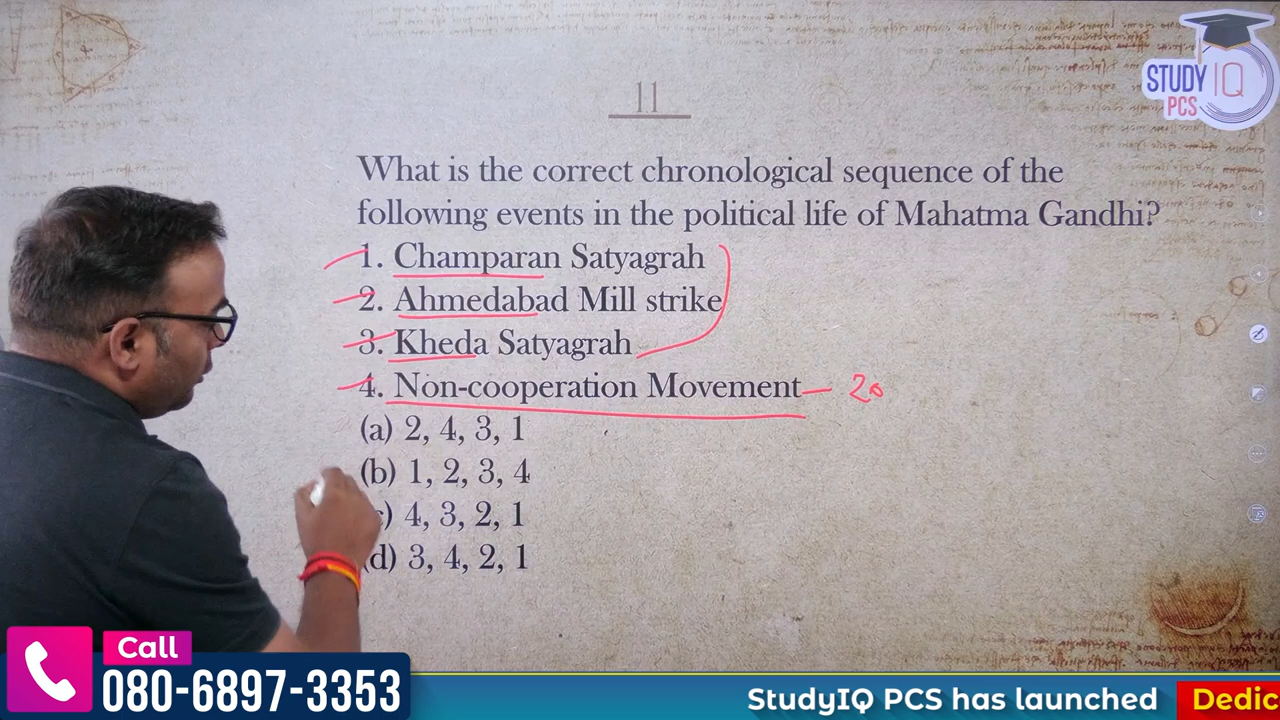 11
STUDY IQ
PCS
What is the correct chronological sequence of the
following events in the political life of Mahatma Gandhi?
1. Champaran Satyagrah
2. Ahmedabad Mill strike
3. Kheda Satyagrah
4. Non-cooperation Movement — 20
(a) 2, 4, 3, 1
(b) 1, 2, 3, 4
) 4, 3, 2, 1
(d) 3, 4, 2, 1
Call
080-6897-3353
StudyIQ PCS has launched Dedic